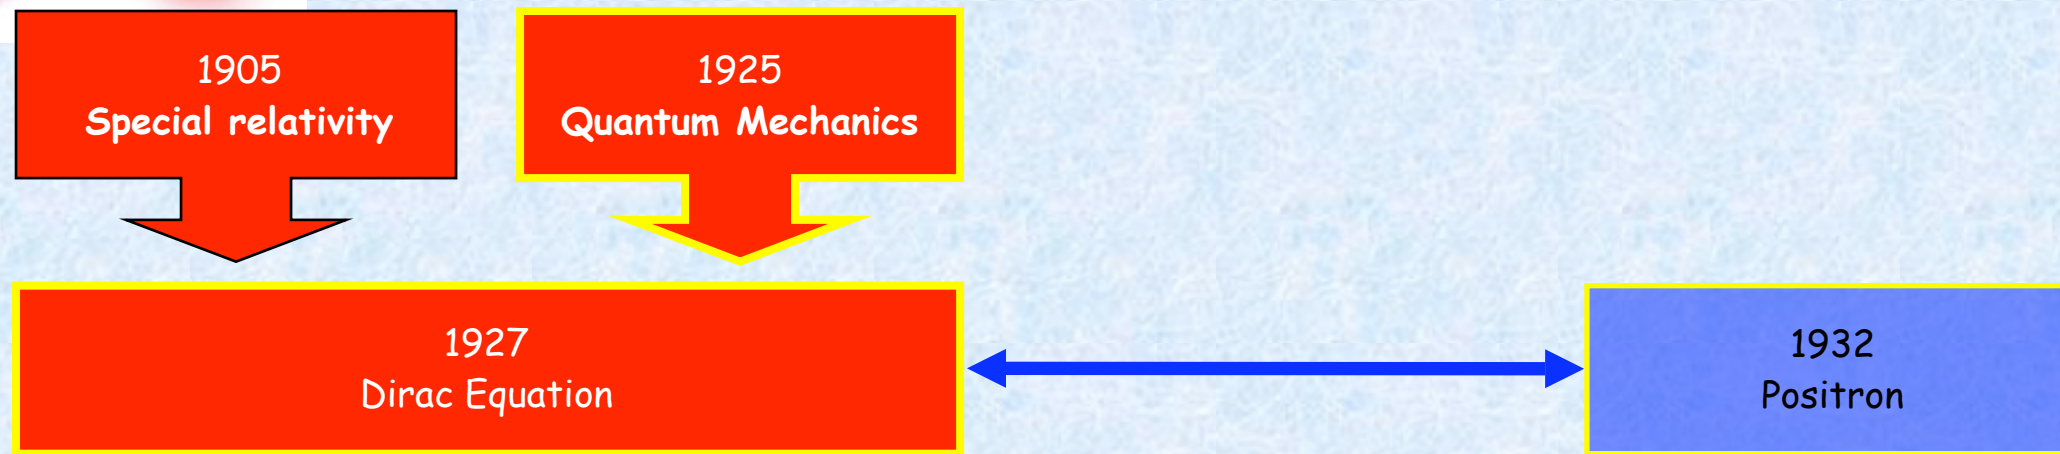 1905
Special relativity
1925
Quantum Mechanics
1927
Dirac Equation
1932
Positron